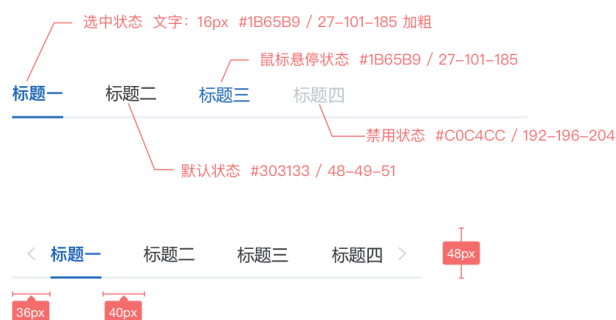 选中状态 文字：16px #1B65B9 / 27-101-185 加粗
鼠标悬停状态 #1B65B9 / 27-101-185
标题一 标题二 标题三 标题四
禁用状态 #C0C4CC / 192-196-204
默认状态 #303133 / 48-49-51
标题一 标题二 标题三 标题四
48px
36px 40px